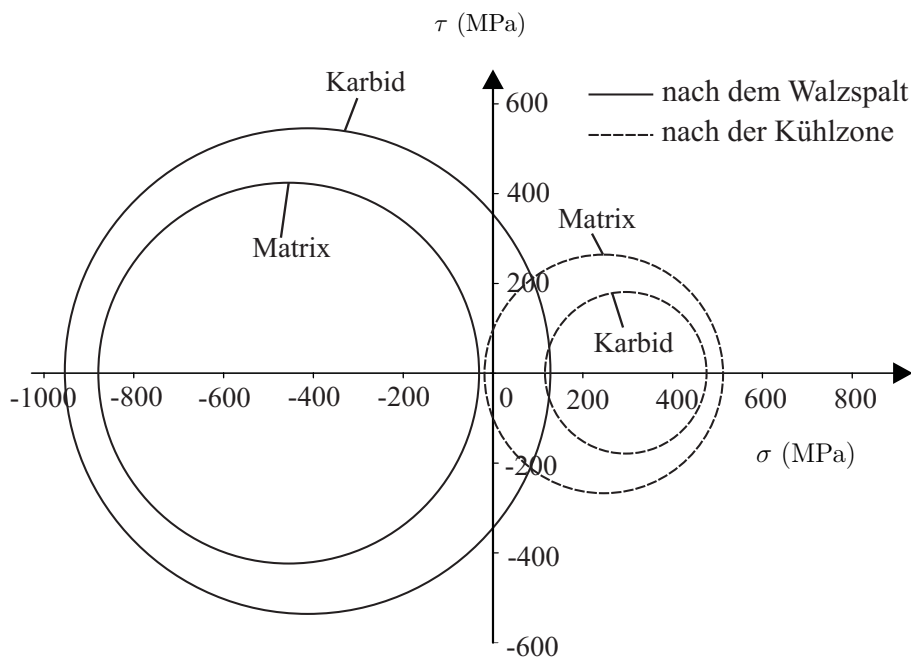 τ (MPa)
Karbid
600
nach dem Walzspalt
nach der Kühlzone
400
Matrix
Matrix
200
Karbid
-1000 -800 -600 -400 -200 0 200 400 600 800
-200
σ (MPa)
-400
-600